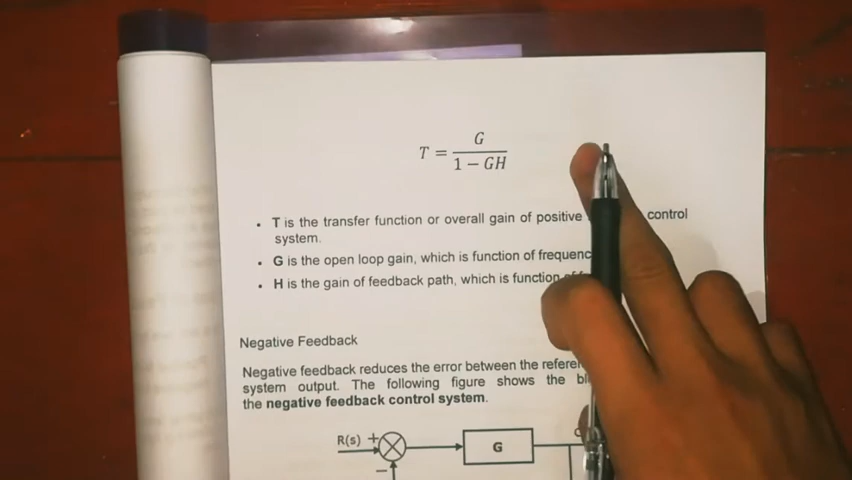 T = G / 1 − GH
• T is the transfer function or overall gain of positive control
system.
• G is the open loop gain, which is function of
• H is the gain of feedback path, which is function
Negative Feedback
Negative feedback reduces the error between the
system output. The following figure shows the
the negative feedback control system.
R(s) +
G
−